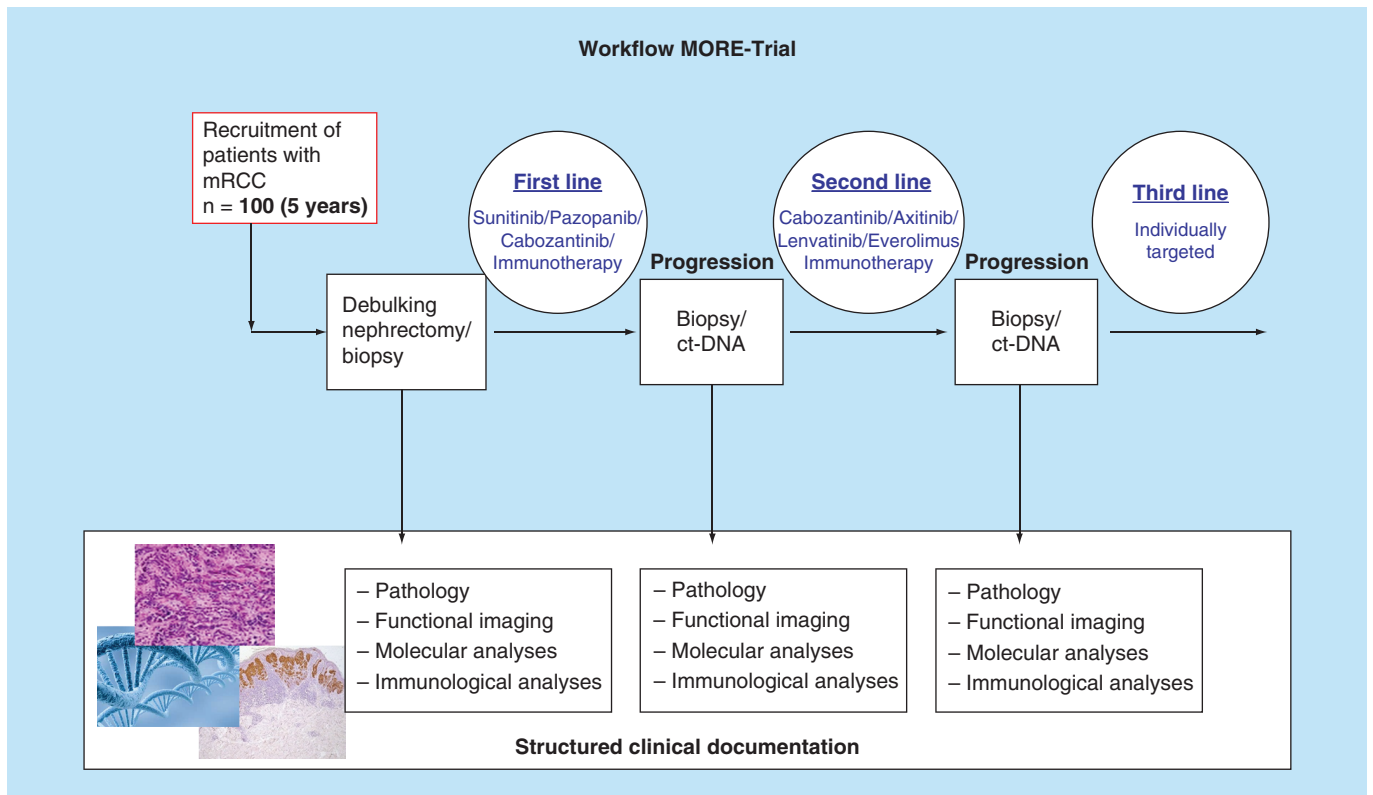 Workflow MORE-Trial
Recruitment of
patients with
mRCC
n = 100 (5 years)
First line
Sunitinib/Pazopanib/
Cabozantinib/
Immunotherapy
Second line
Cabozantinib/Axitinib/
Lenvatinib/Everolimus
Immunotherapy
Third line
Individually
targeted
Debulking
nephrectomy/
biopsy
Progression
Biopsy/
ct-DNA
Progression
Biopsy/
ct-DNA
– Pathology
– Functional imaging
– Molecular analyses
– Immunological analyses
– Pathology
– Functional imaging
– Molecular analyses
– Immunological analyses
– Pathology
– Functional imaging
– Molecular analyses
– Immunological analyses
Structured clinical documentation